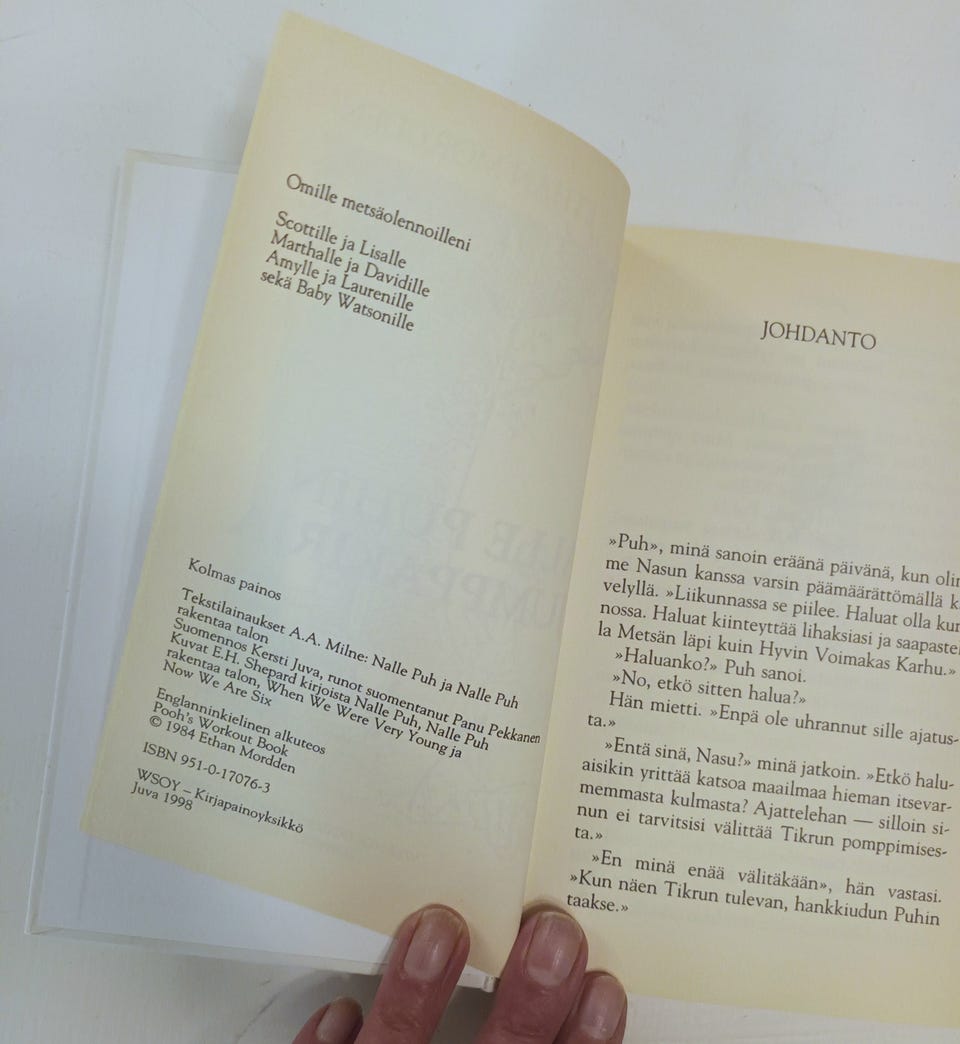 Omille metsäolennoilleni
Scottille ja Lisalle
Marthalle ja Davidille
Amylle ja Laurenille
sekä Baby Watsonille
Kolmas painos
Tekstilainaukset A.A. Milne: Nalle Puh ja Nalle Puh
rakentaa talon
Suomennos Kersti Juva, runot suomentanut Panu Pekkanen
Kuvat E.H. Shepard kirjoista Nalle Puh, Nalle Puh
rakentaa talon, When We Were Very Young ja
Now We Are Six
Englanninkielinen alkuteos
Pooh's Workout Book
© 1984 Ethan Mordden
ISBN 951-0-17076-3
WSOY – Kirjapainoyksikkö
Juva 1998
JOHDANTO
»Puh», minä sanoin eräänä päivänä, kun olim
me Nasun kanssa varsin päämäärättömällä k
velyllä. »Liikunnassa se piilee. Haluat olla kun
nossa. Haluat kiinteyttää lihaksiasi ja saapastel
la Metsän läpi kuin Hyvin Voimakas Karhu.»
»Haluanko?» Puh sanoi.
»No, etkö sitten halua?»
Hän mietti. »Enpä ole uhrannut sille ajatus-
ta.»
»Entä sinä, Nasu?» minä jatkoin. »Etkö halu-
aisikin yrittää katsoa maailmaa hieman itsevar-
memmasta kulmasta? Ajattelehan — silloin si-
nun ei tarvitsisi välittää Tikrun pomppimises-
ta.»
»En minä enää välitäkään», hän vastasi.
»Kun näen Tikrun tulevan, hankkiudun Puhin
taakse.»